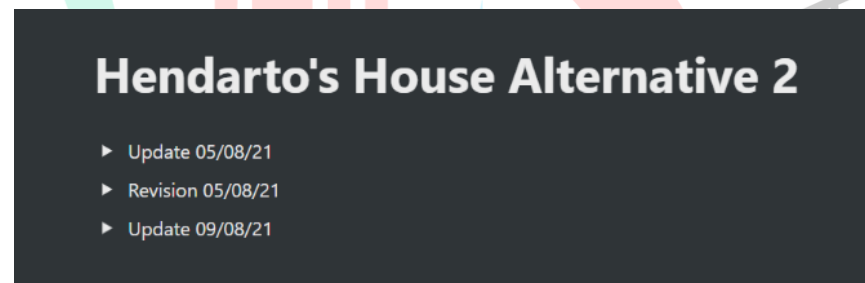 Hendarto's House Alternative 2
Update 05/08/21
Revision 05/08/21
Update 09/08/21